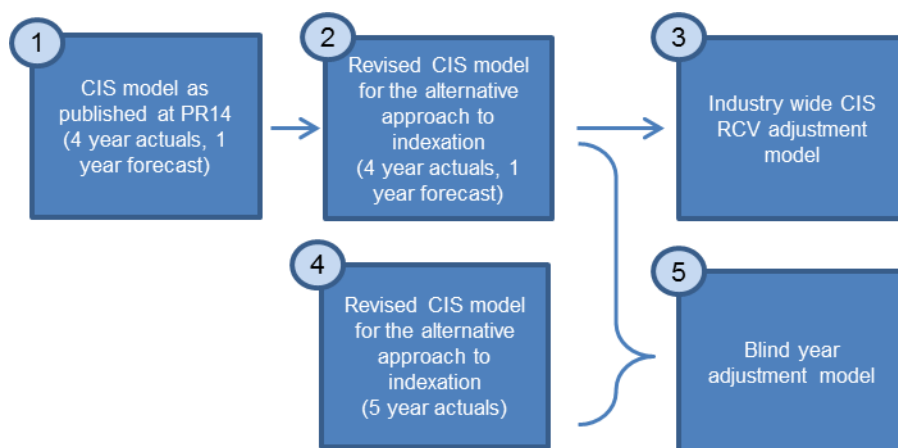 1
CIS model as
published at PR14
(4 year actuals, 1
year forecast)
2
Revised CIS model
for the alternative
approach to
indexation
(4 year actuals, 1
year forecast)
3
Industry wide CIS
RCV adjustment
model
4
Revised CIS model
for the alternative
approach to
indexation
(5 year actuals)
5
Blind year
adjustment model